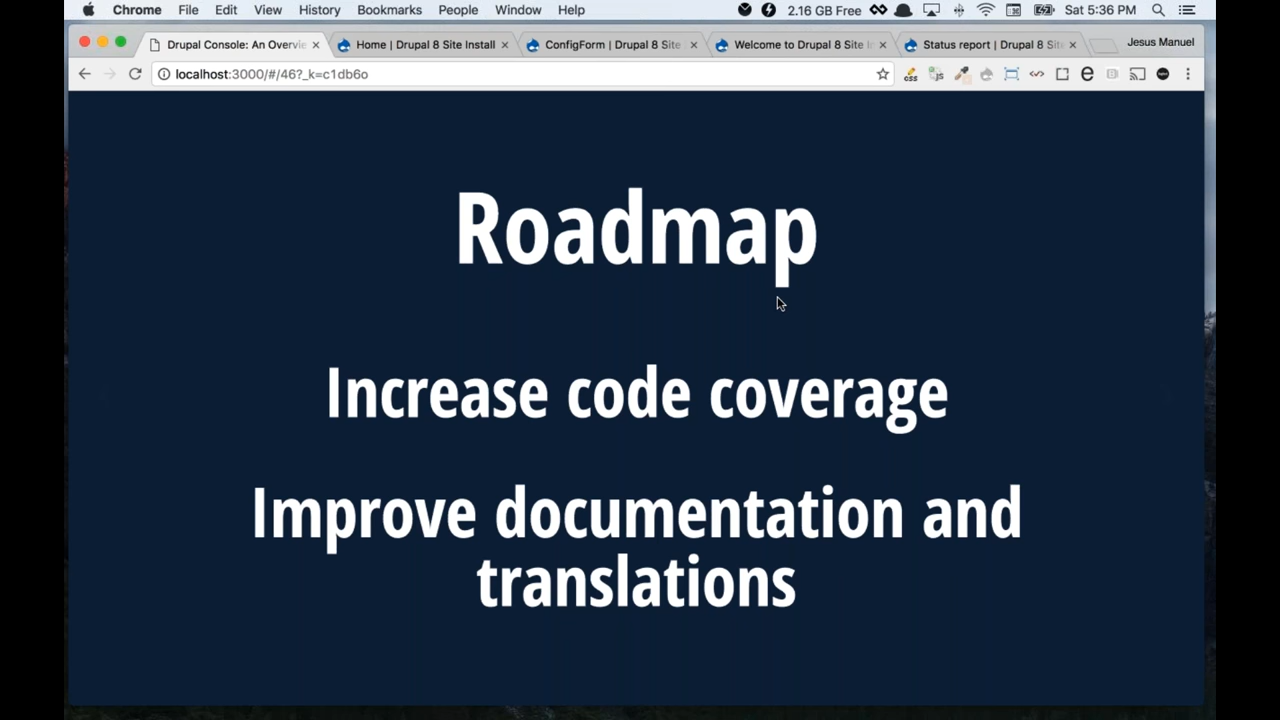 Chrome File Edit View History Bookmarks People Window Help 2.16 GB Free Sat 5:36 PM
Drupal Console: An Overvie Home | Drupal 8 Site Install ConfigForm | Drupal 8 Site Welcome to Drupal 8 Site Status report | Drupal 8 Site Jesus Manuel
localhost:3000/#/46?_k=c1db6o
Roadmap
Increase code coverage
Improve documentation and
translations